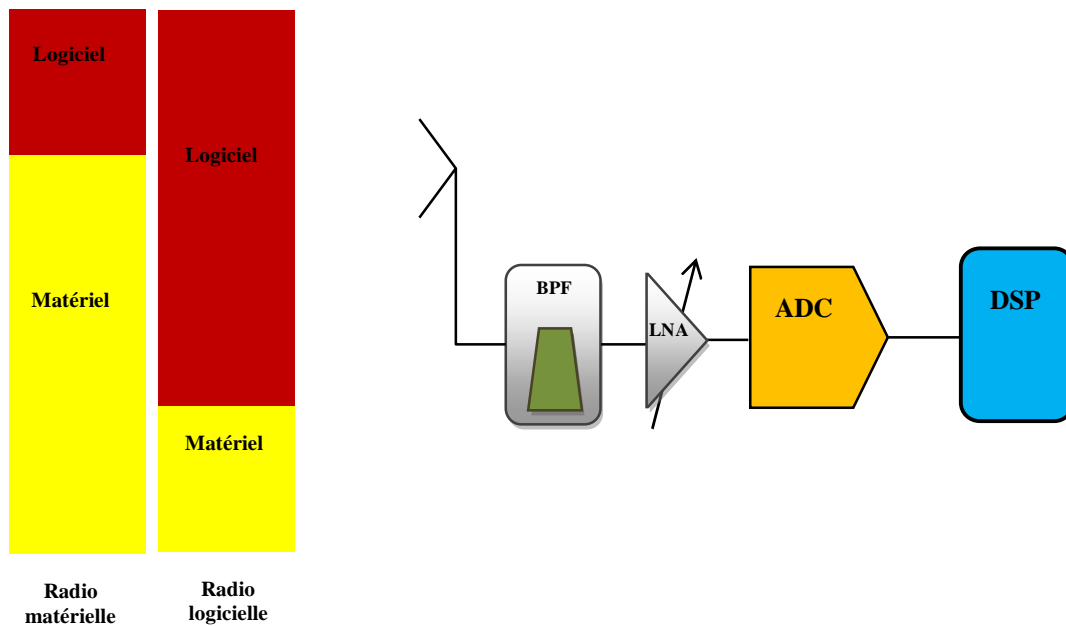 Logiciel
Matériel
Radio
matérielle
Logiciel
Matériel
Radio
logicielle
BPF
LNA
ADC
DSP